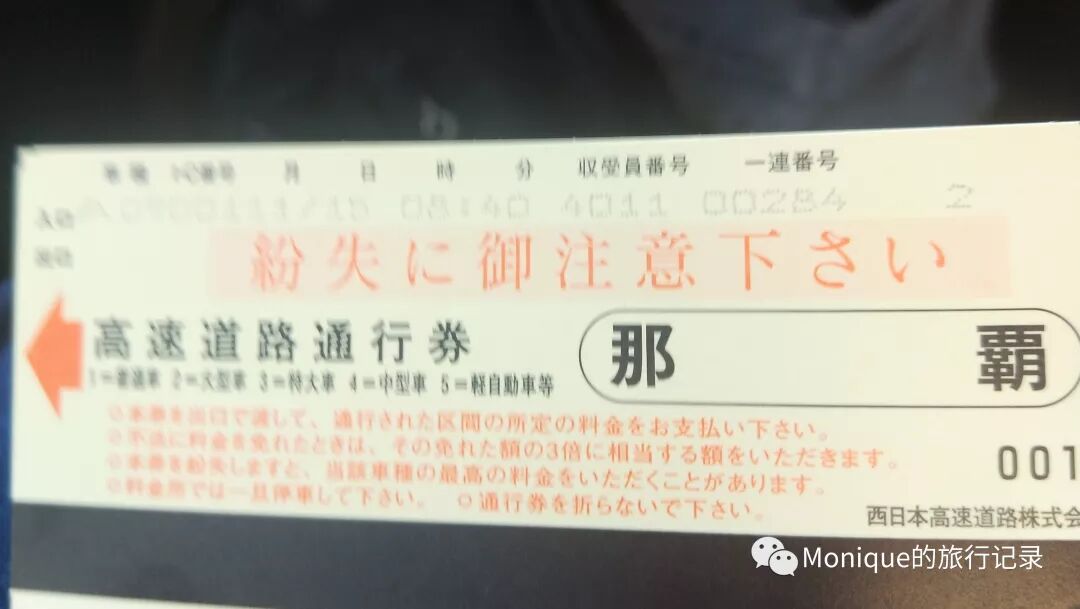 車種 トビ番号 月 日 時 分 収受員番号 一連番号
11/15 08:40 4011 00284 2
紛失に御注意下さい
高速道路通行券
那覇
1=普通車 2=大型車 3=特大車 4=中型車 5=軽自動車等
○本券を出口で渡して、通行された区間の所定の料金をお支払い下さい。
○不法に料金を免れたときは、その免れた額の3倍に相当する額をいただきます。
○本券を紛失しますと、当該車種の最高の料金をいただくことがあります。
001
○料金所では一旦停車して下さい。 ○通行券を折らないで下さい。
西日本高速道路株式会
Monique的旅行记录